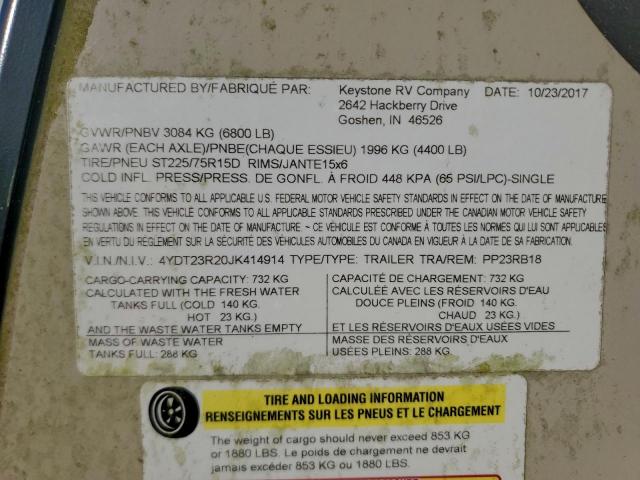 MANUFACTURED BY/FABRIQUÉ PAR: Keystone RV Company DATE: 10/23/2017
2642 Hackberry Drive
Goshen, IN 46526
GVWR/PNBV 3084 KG (6800 LB)
GAWR (EACH AXLE)/PNBE(CHAQUE ESSIEU) 1996 KG (4400 LB)
TIRE/PNEU ST225/75R15D RIMS/JANTE15x6
COLD INFL. PRESS/PRESS. DE GONFL. À FROID 448 KPA (65 PSI/LPC)-SINGLE
THIS VEHICLE CONFORMS TO ALL APPLICABLE U.S. FEDERAL MOTOR VEHICLE SAFETY STANDARDS IN EFFECT ON THE DATE OF MANUFACTURE
SHOWN ABOVE. THIS VEHICLE CONFORMS TO ALL APPLICABLE STANDARDS PRESCRIBED UNDER THE CANADIAN MOTOR VEHICLE SAFETY
REGULATIONS IN EFFECT ON THE DATE OF MANUFACTURE ~ CE VÉHICULE EST CONFORME À TOUTES LES NORMES QUI LUI SONT APPLICABLES
EN VERTU DU RÈGLEMENT SUR LA SÉCURITÉ DES VÉHICULES AUTOMOBILES DU CANADA EN VIGUEUR À LA DATE DE SA FABRICATION.
V.I.N./N.I.V.: 4YDT23R20JK414914 TYPE/TYPE: TRAILER TRA/REM: PP23RB18
CARGO-CARRYING CAPACITY: 732 KG
CALCULATED WITH THE FRESH WATER
TANKS FULL (COLD 140 KG.
HOT 23 KG.)
AND THE WASTE WATER TANKS EMPTY
MASS OF WASTE WATER
TANKS FULL: 288 KG
CAPACITÉ DE CHARGEMENT: 732 KG
CALCULÉE AVEC LES RÉSERVOIRS D'EAU
DOUCE PLEINS (FROID 140 KG.
CHAUD 23 KG.)
ET LES RÉSERVOIRS D'EAU USÉES VIDES
MASSE DES RÉSERVOIRS D'EAU
USÉES PLEINS: 288 KG
TIRE AND LOADING INFORMATION
RENSEIGNEMENTS SUR LES PNEUS ET LE CHARGEMENT
The weight of cargo should never exceed 853 KG
or 1880 LBS. Le poids de chargement ne devrait
jamais excéder 853 KG ou 1880 LBS.